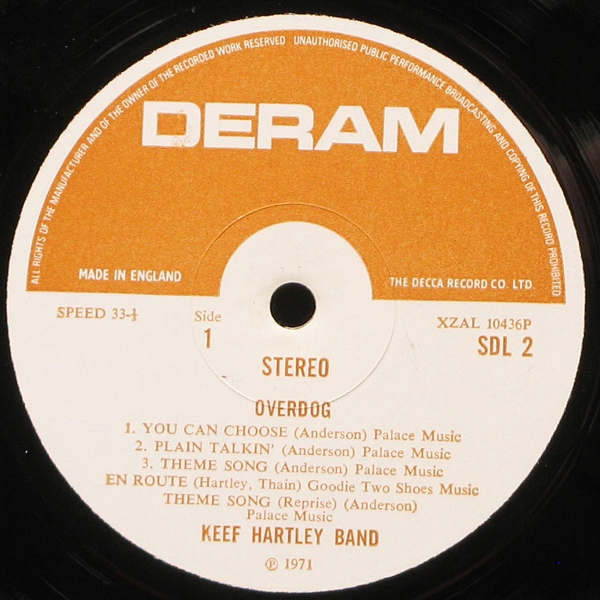 ALL RIGHTS OF THE MANUFACTURER AND OF THE OWNER OF THE RECORDED WORK RESERVED UNAUTHORISED PUBLIC PERFORMANCE BROADCASTING AND COPYING OF THIS RECORD PROHIBITED
DERAM
MADE IN ENGLAND
THE DECCA RECORD CO. LTD.
SPEED 33-⅓
Side
1
XZAL 10436P
SDL 2
STEREO
OVERDOG
1. YOU CAN CHOOSE (Anderson) Palace Music
2. PLAIN TALKIN' (Anderson) Palace Music
3. THEME SONG (Anderson) Palace Music
EN ROUTE (Hartley, Thain) Goodie Two Shoes Music
THEME SONG (Reprise) (Anderson)
Palace Music
KEEF HARTLEY BAND
℗ 1971